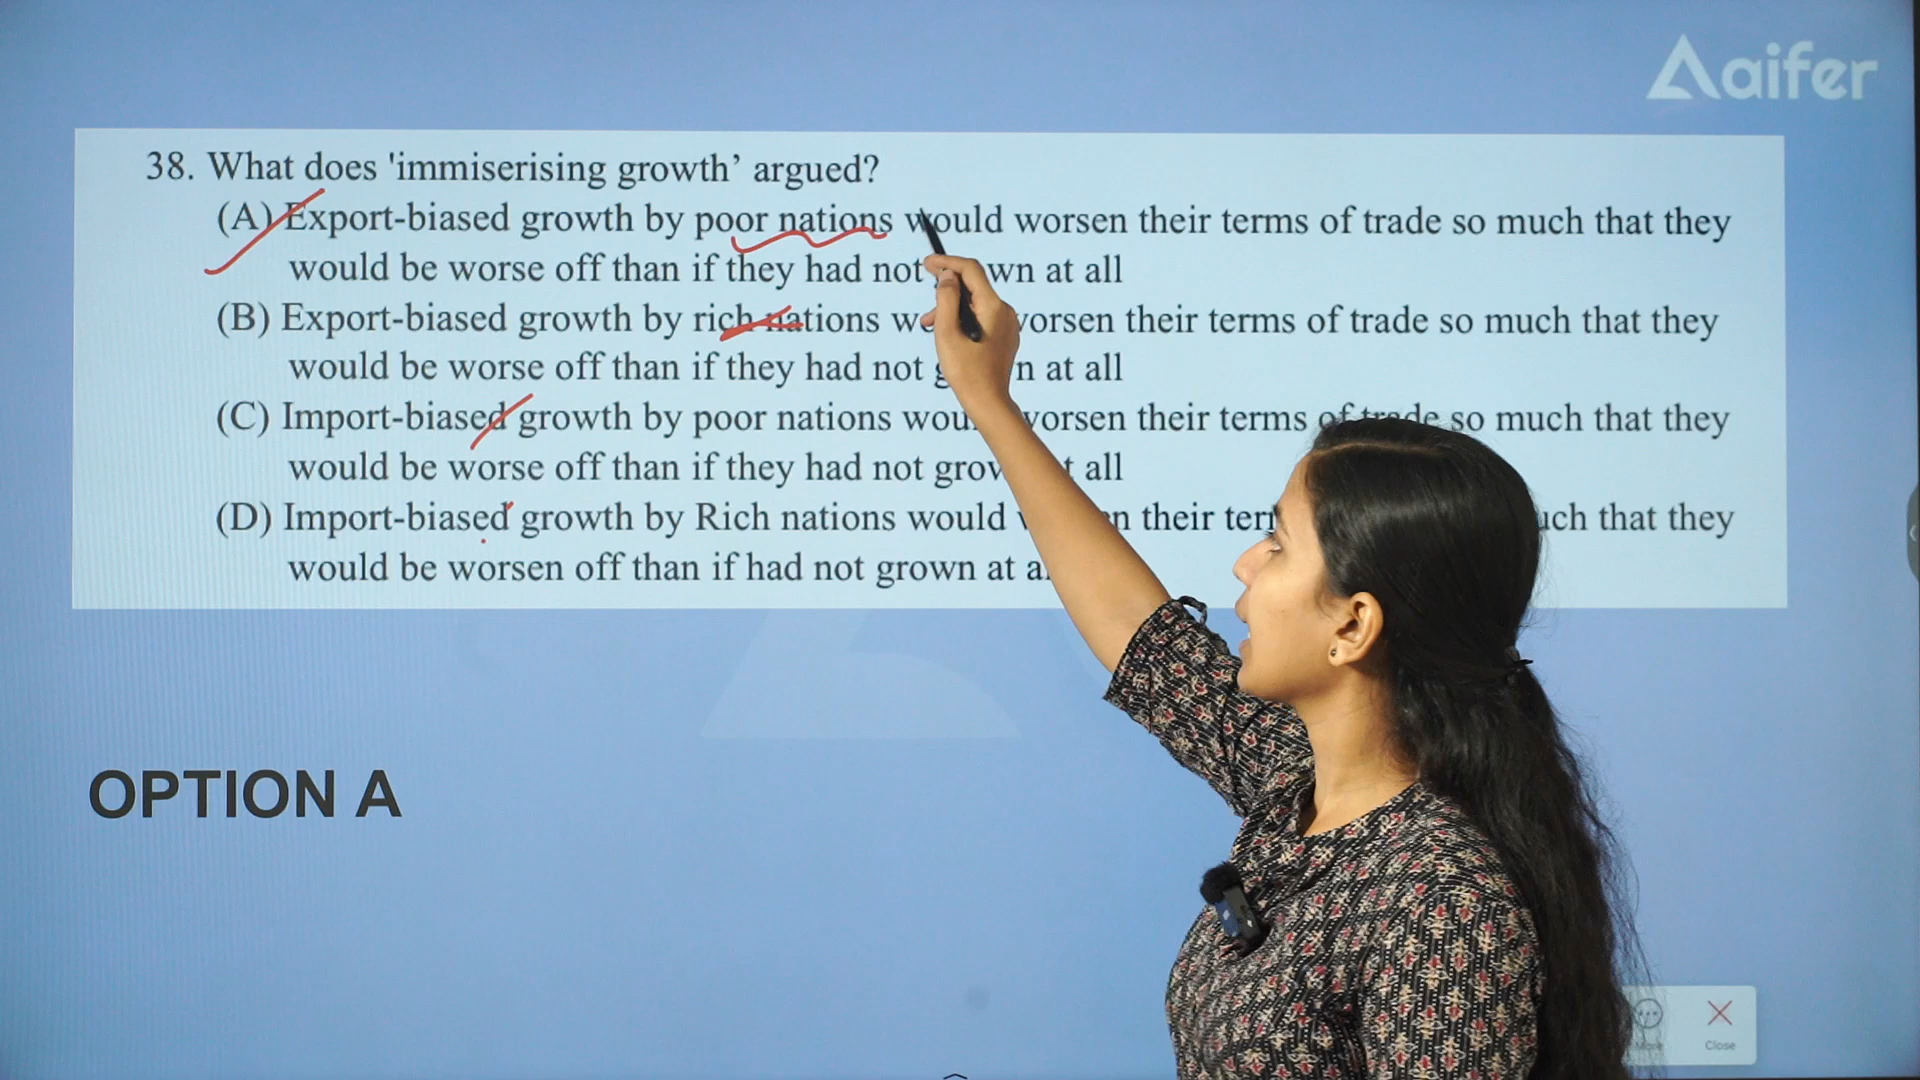 aifer
38. What does 'immiserising growth’ argued?
(A) Export-biased growth by poor nations would worsen their terms of trade so much that they
would be worse off than if they had not at all
(B) Export-biased growth by rich nations worsen their terms of trade so much that they
would be worse off than if they had not at all
(C) Import-biased growth by poor nations worsen their terms of trade so much that they
would be worse off than if they had not all
(D) Import-biased growth by Rich nations would their that they
would be worsen off than if had not grown at
OPTION A
More
Close